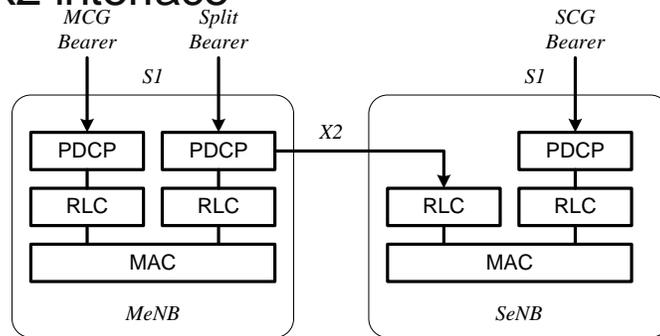 X2 interface
MCG Bearer
Split Bearer
SCG Bearer
S1
S1
X2
PDCP
PDCP
PDCP
RLC
RLC
RLC
RLC
MAC
MAC
MeNB
SeNB